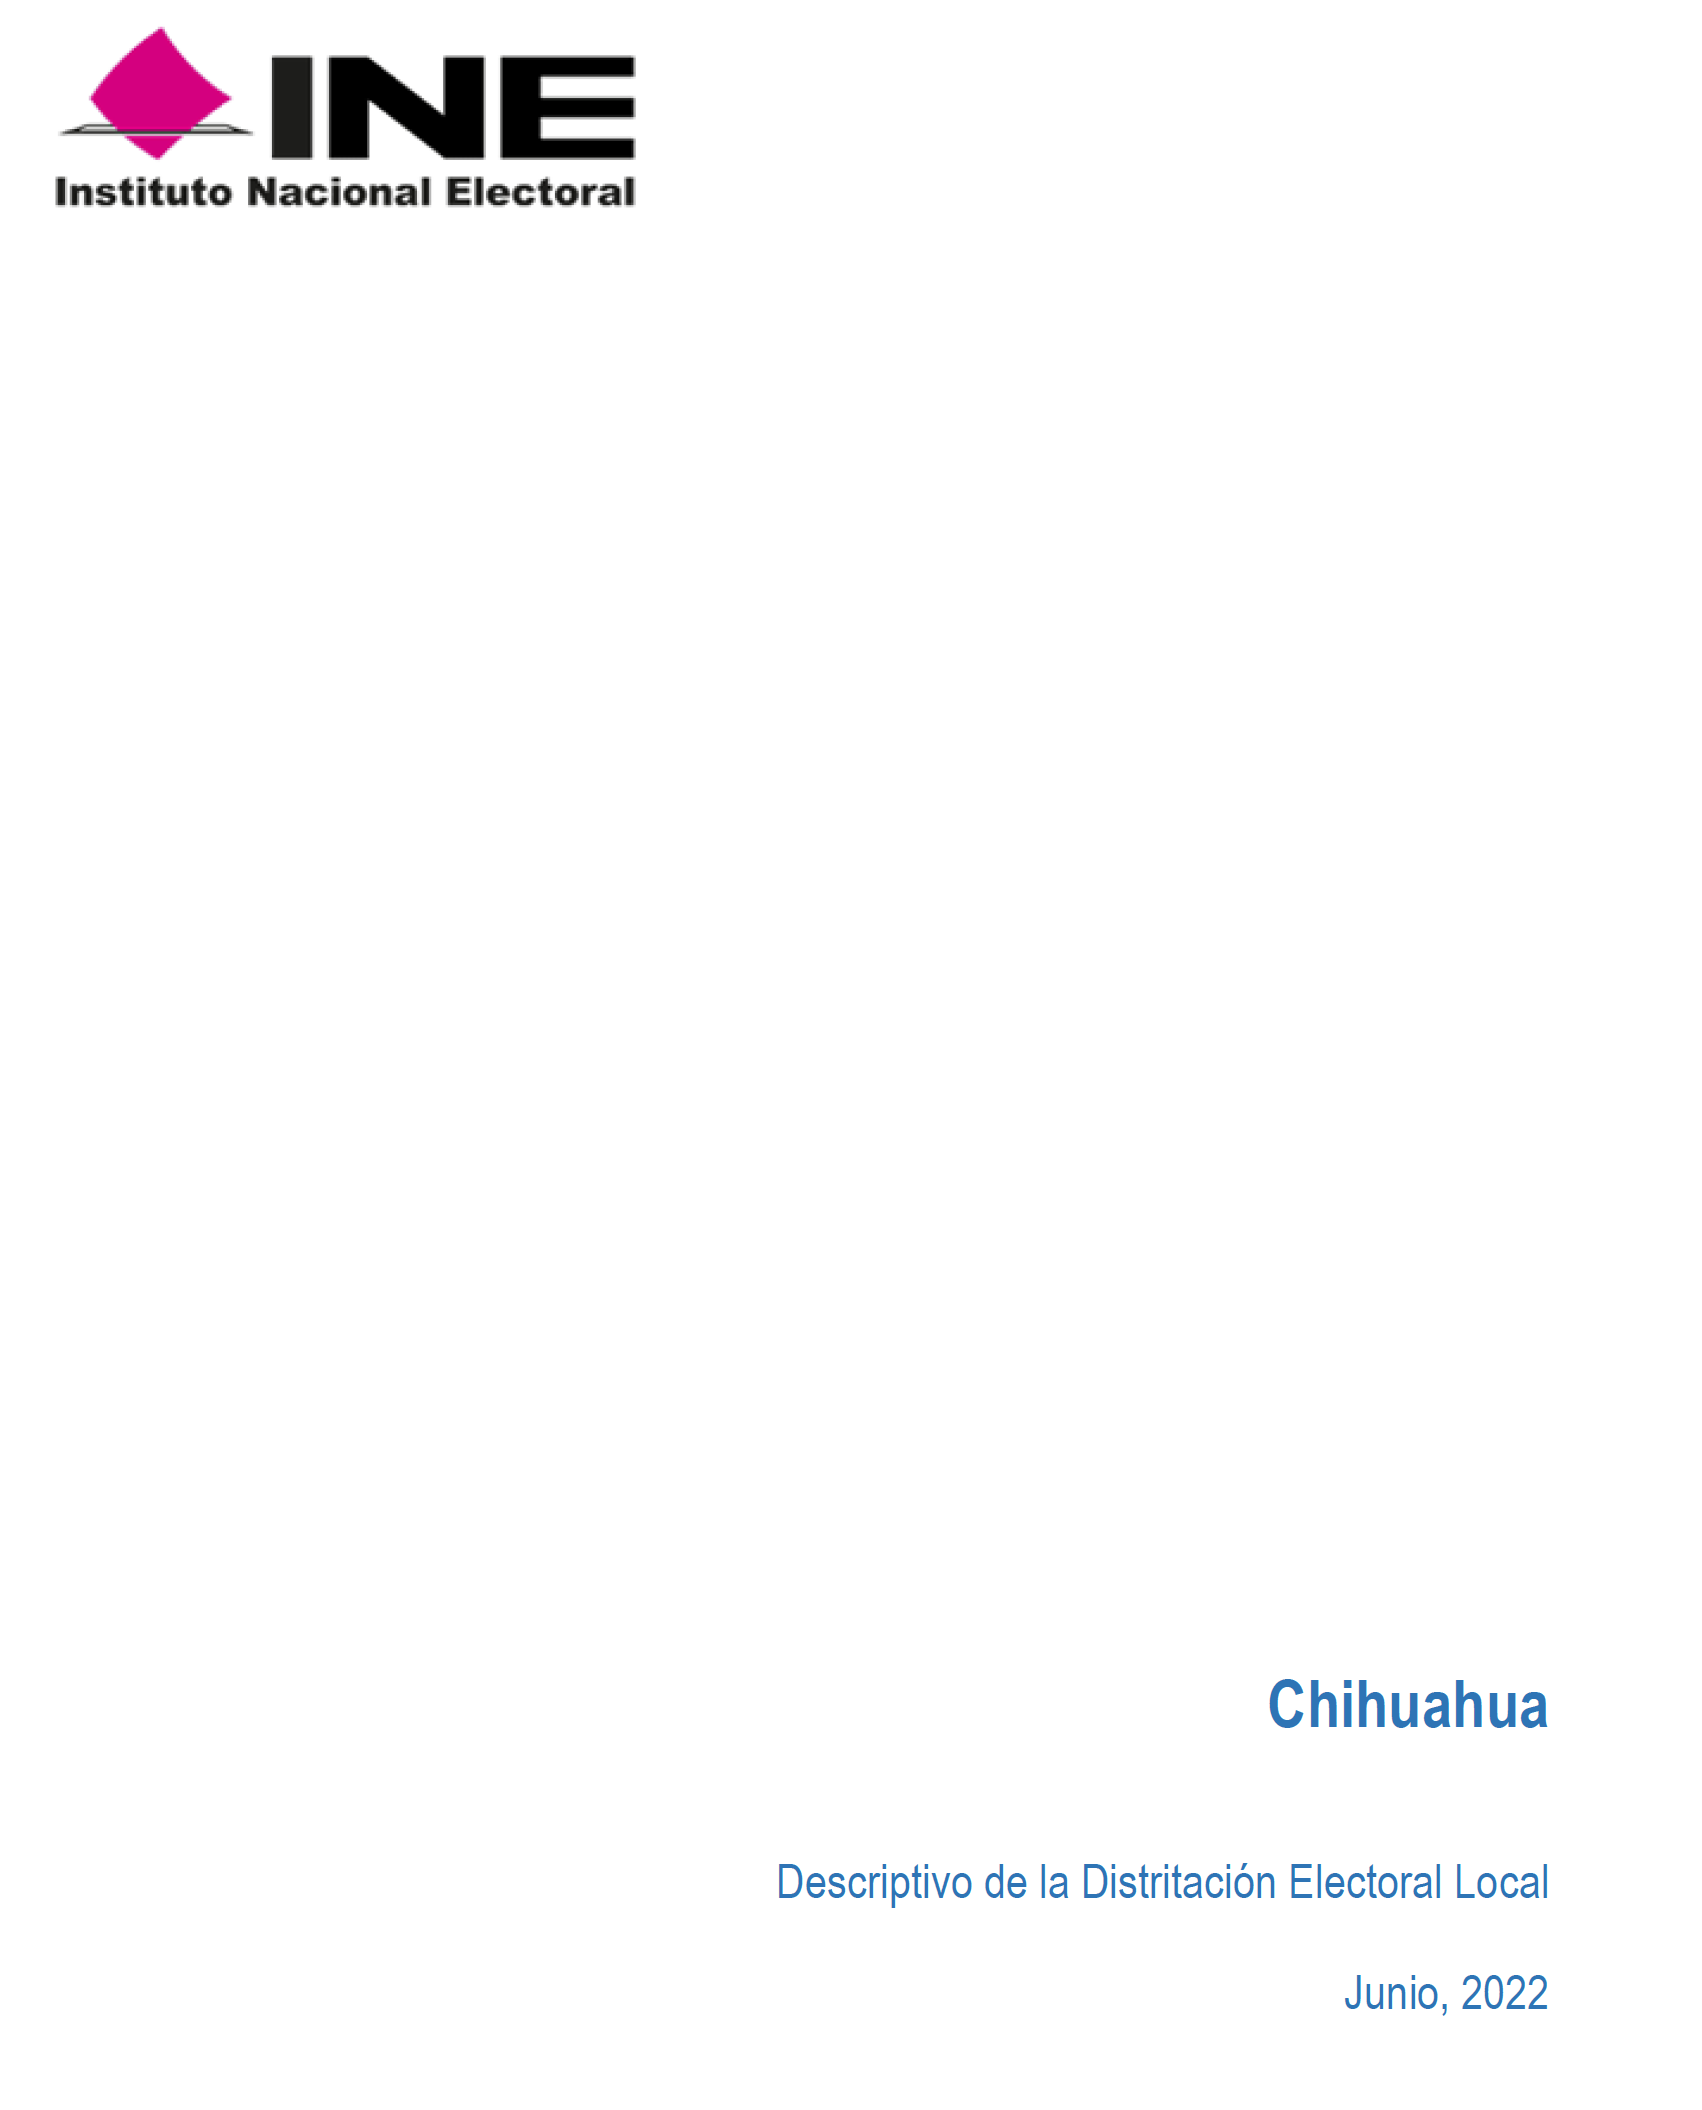 INE
Instituto Nacional Electoral
Chihuahua
Descriptivo de la Distritación Electoral Local
Junio, 2022